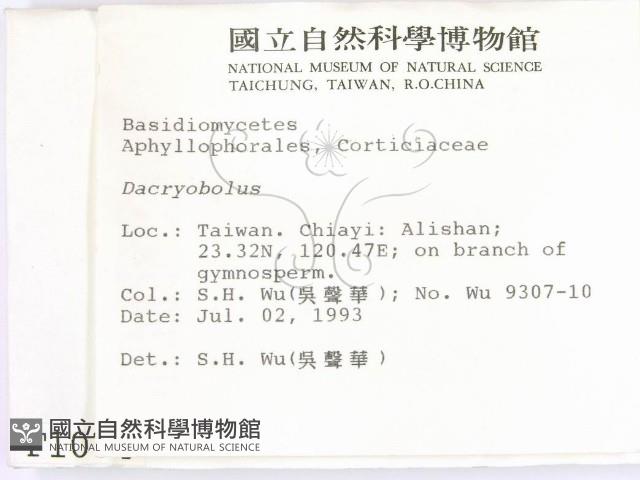 國立自然科學博物館
NATIONAL MUSEUM OF NATURAL SCIENCE
TAICHUNG, TAIWAN, R.O.CHINA
Basidiomycetes
Aphyllophorales, Corticiaceae
Dacryobolus
Loc.: Taiwan. Chiayi: Alishan;
23.32N, 120.47E; on branch of
gymnosperm.
Col.: S.H. Wu(吳聲華); No. Wu 9307-10
Date: Jul. 02, 1993
Det.: S.H. Wu(吳聲華)
國立自然科學博物館
NATIONAL MUSEUM OF NATURAL SCIENCE